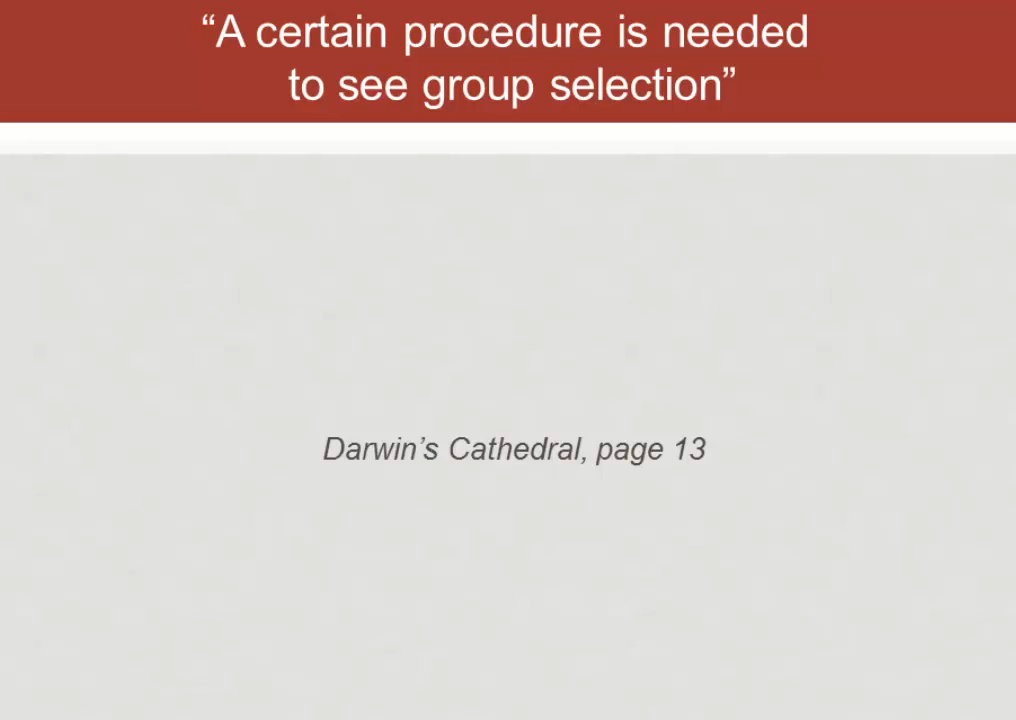 “A certain procedure is needed
to see group selection”
Darwin’s Cathedral, page 13